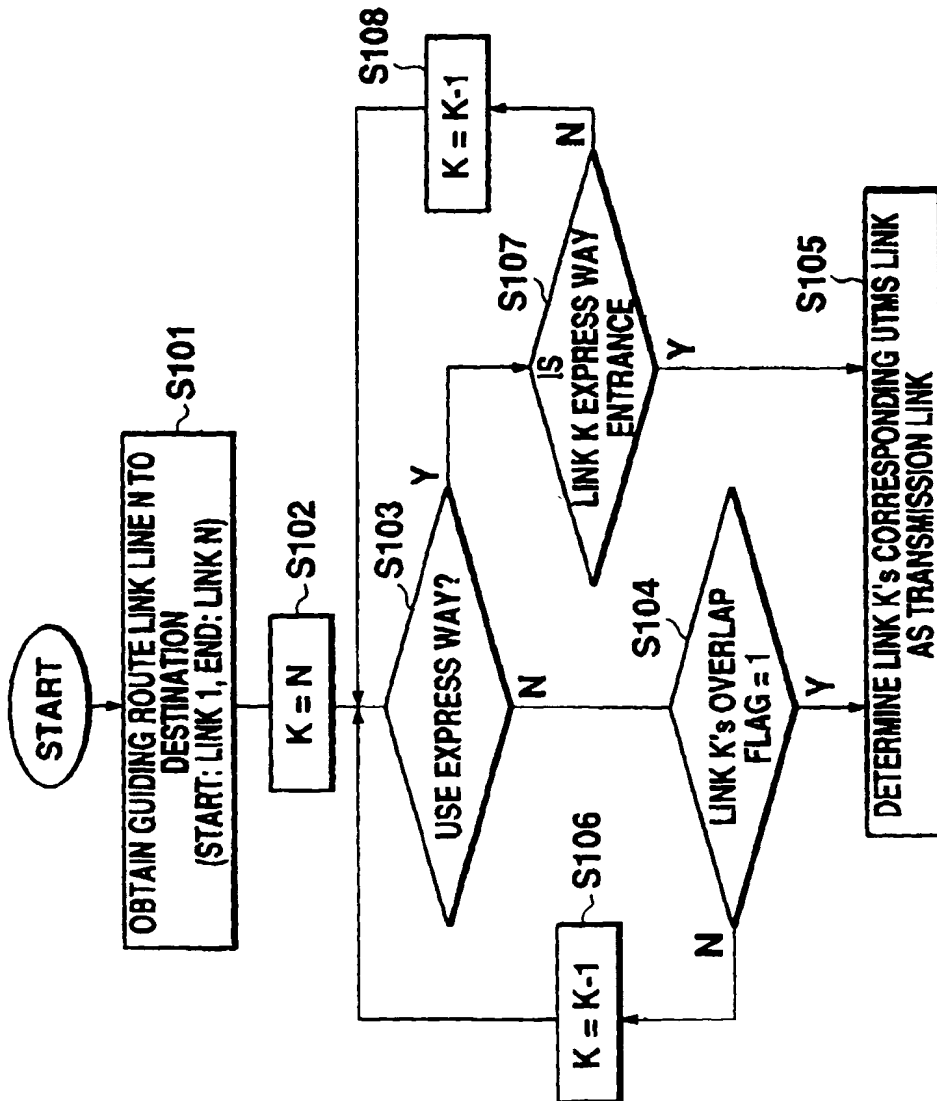 START
S101
OBTAIN GUIDING ROUTE LINK LINE N TO
DESTINATION
(START: LINK 1, END: LINK N)
S102
K = N
S103
USE EXPRESS WAY?
Y
N
S104
LINK K's OVERLAP
FLAG = 1
N
Y
S106
K = K-1
S107
IS
LINK K EXPRESS WAY
ENTRANCE
N
Y
S108
K = K-1
S105
DETERMINE LINK K's CORRESPONDING UTMS LINK
AS TRANSMISSION LINK